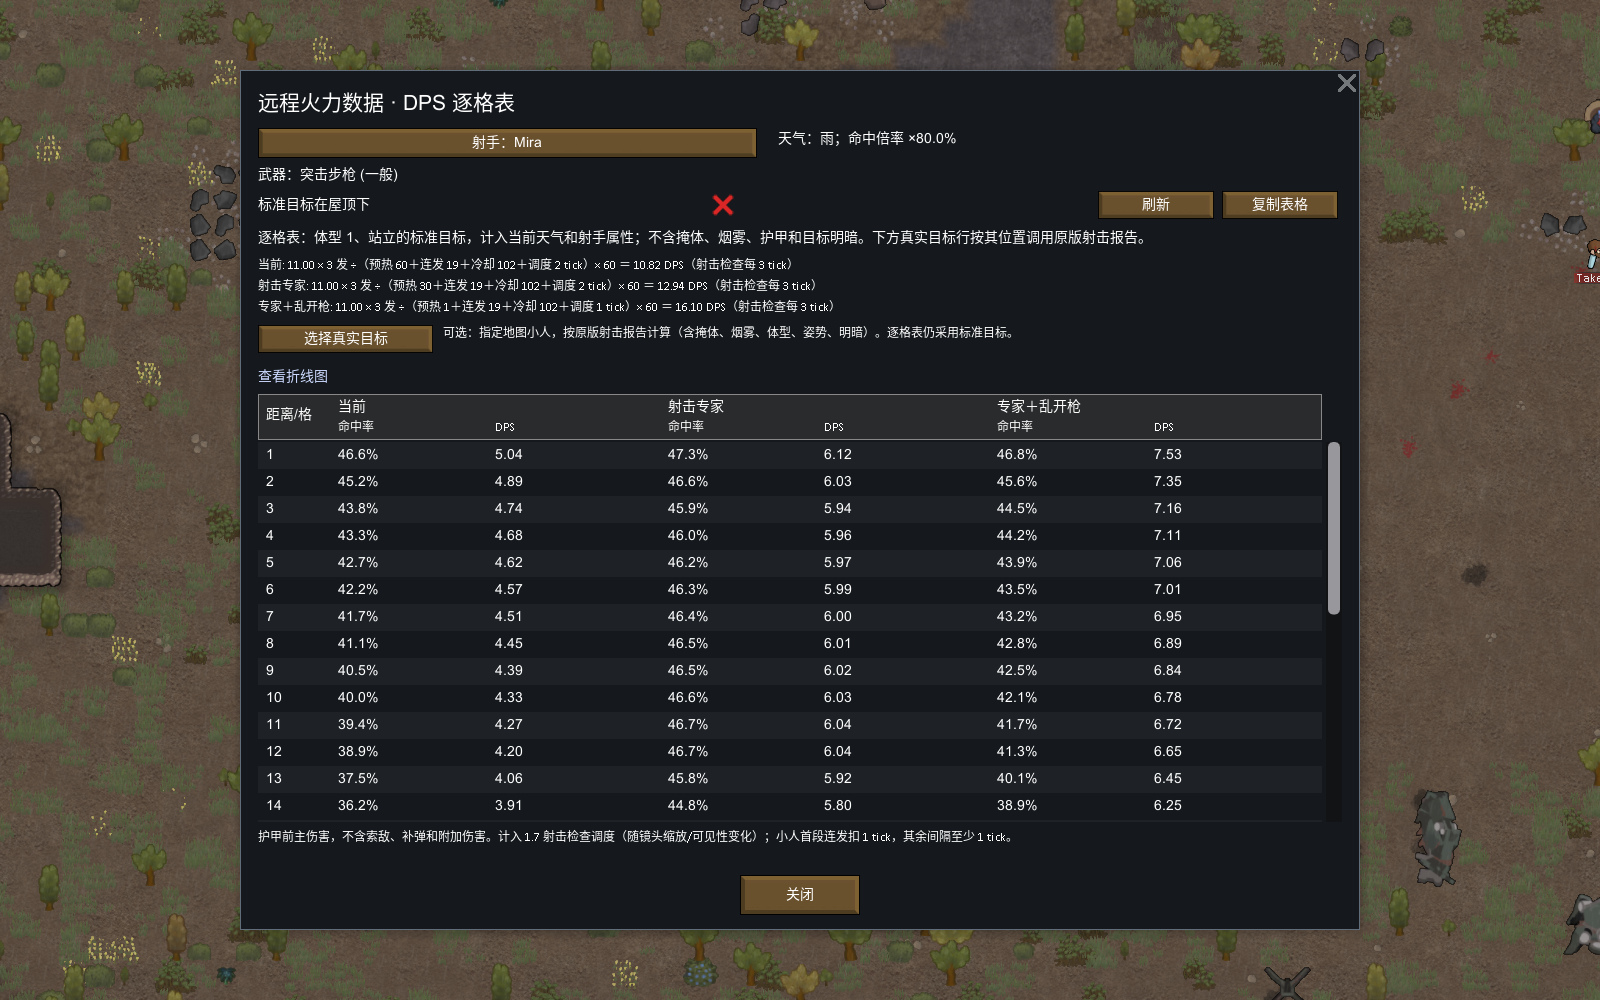 远程火力数据 · DPS 逐格表
射手：Mira
天气：雨；命中倍率 ×80.0%
武器：突击步枪 (一般)
标准目标在屋顶下
刷新
复制表格
逐格表：体型 1、站立的标准目标，计入当前天气和射手属性；不含掩体、烟雾、护甲和目标明暗。下方真实目标行按其位置调用原版射击报告。
当前: 11.00 × 3 发 ÷（预热 60＋连发 19＋冷却 102＋调度 2 tick）× 60 ＝ 10.82 DPS（射击检查每 3 tick）
射击专家: 11.00 × 3 发 ÷（预热 30＋连发 19＋冷却 102＋调度 2 tick）× 60 ＝ 12.94 DPS（射击检查每 3 tick）
专家＋乱开枪: 11.00 × 3 发 ÷（预热 1＋连发 19＋冷却 102＋调度 1 tick）× 60 ＝ 16.10 DPS（射击检查每 3 tick）
选择真实目标
可选：指定地图小人，按原版射击报告计算（含掩体、烟雾、体型、姿势、明暗）。逐格表仍采用标准目标。
查看折线图
距离/格 当前 射击专家 专家＋乱开枪
命中率 DPS 命中率 DPS 命中率 DPS
1 46.6% 5.04 47.3% 6.12 46.8% 7.53
2 45.2% 4.89 46.6% 6.03 45.6% 7.35
3 43.8% 4.74 45.9% 5.94 44.5% 7.16
4 43.3% 4.68 46.0% 5.96 44.2% 7.11
5 42.7% 4.62 46.2% 5.97 43.9% 7.06
6 42.2% 4.57 46.3% 5.99 43.5% 7.01
7 41.7% 4.51 46.4% 6.00 43.2% 6.95
8 41.1% 4.45 46.5% 6.01 42.8% 6.89
9 40.5% 4.39 46.5% 6.02 42.5% 6.84
10 40.0% 4.33 46.6% 6.03 42.1% 6.78
11 39.4% 4.27 46.7% 6.04 41.7% 6.72
12 38.9% 4.20 46.7% 6.04 41.3% 6.65
13 37.5% 4.06 45.8% 5.92 40.1% 6.45
14 36.2% 3.91 44.8% 5.80 38.9% 6.25
护甲前主伤害，不含索敌、补弹和附加伤害。计入 1.7 射击检查调度（随镜头缩放/可见性变化）；小人首段连发扣 1 tick，其余间隔至少 1 tick。
关闭
Take